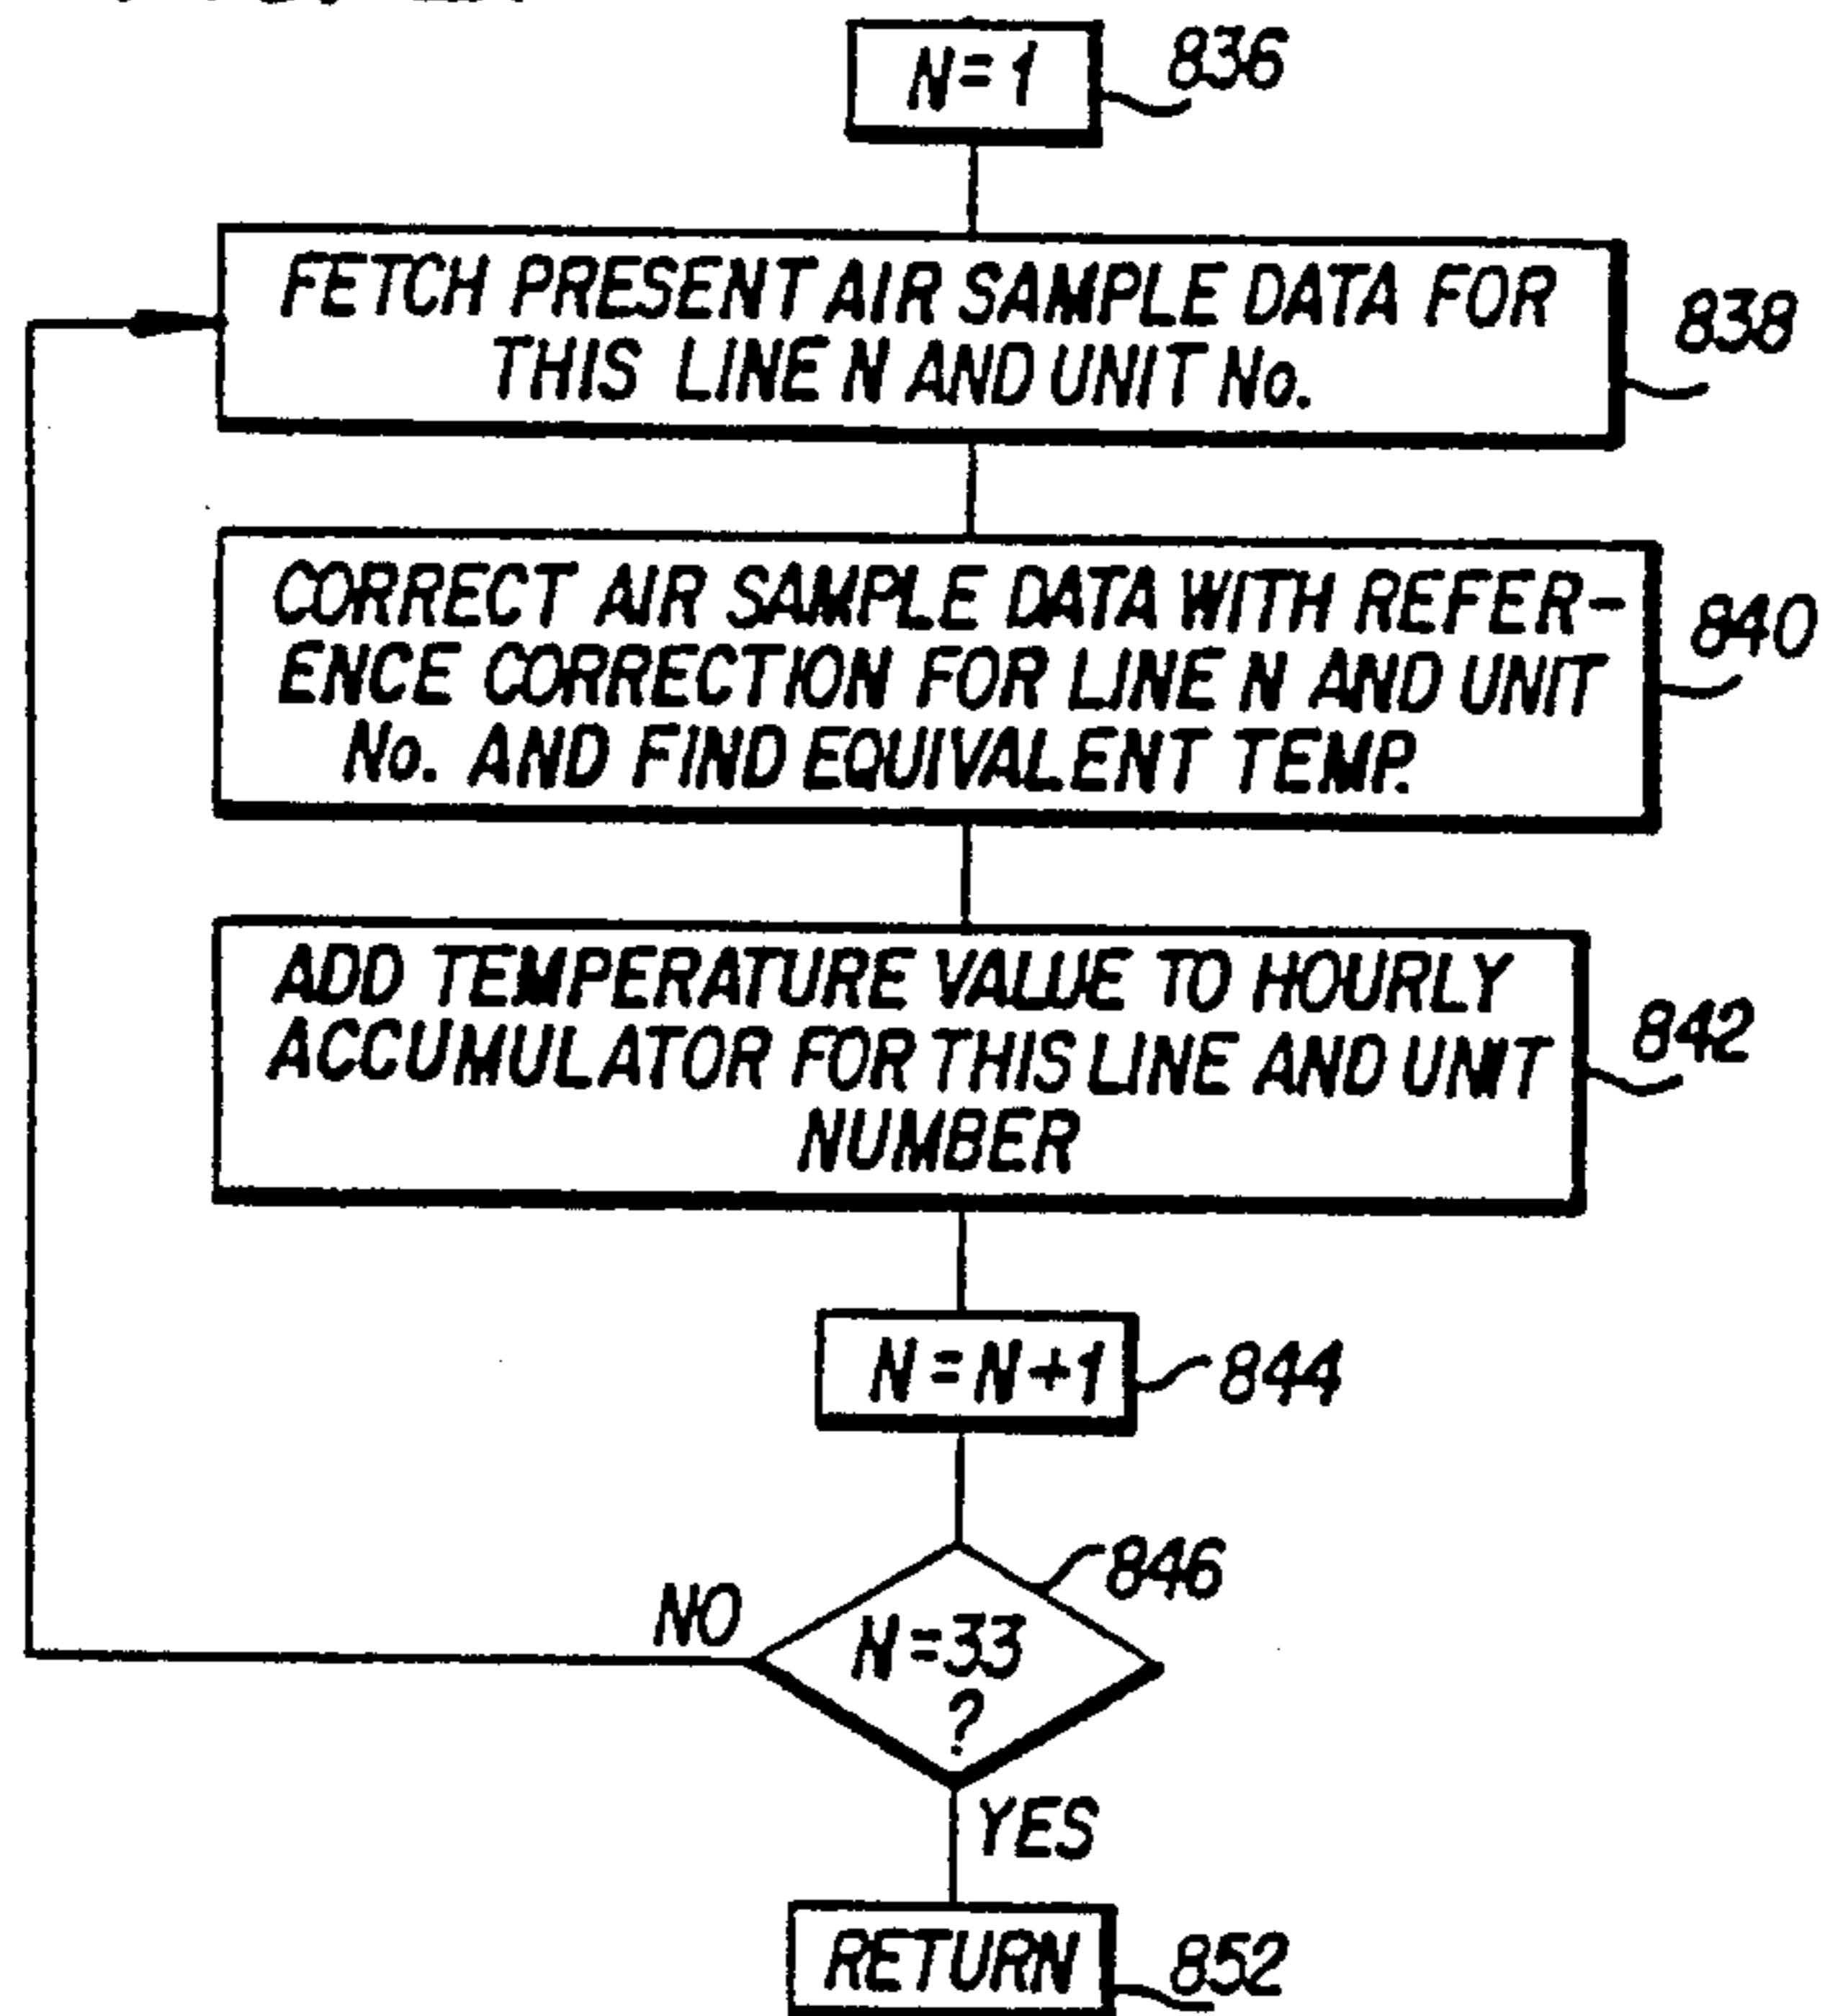 N=1
836
FETCH PRESENT AIR SAMPLE DATA FOR
THIS LINE N AND UNIT No.
838
CORRECT AIR SAMPLE DATA WITH REFER-
ENCE CORRECTION FOR LINE N AND UNIT
No. AND FIND EQUIVALENT TEMP.
840
ADD TEMPERATURE VALUE TO HOURLY
ACCUMULATOR FOR THIS LINE AND UNIT
NUMBER
842
N=N+1
844
846
NO
N=33
?
YES
RETURN
852